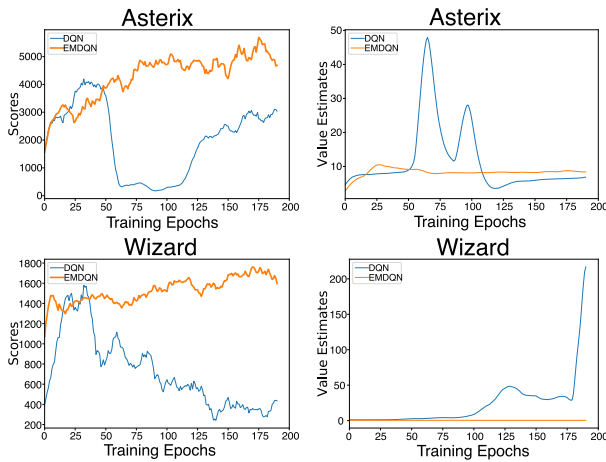 Asterix
DQN
EMDQN
Scores
5000
4000
3000
2000
1000
0
0 25 50 75 100 125 150 175 200
Training Epochs
Asterix
DQN
EMDQN
Value Estimates
50
40
30
20
10
0 25 50 75 100 125 150 175 200
Training Epochs
Wizard
DQN
EMDQN
Scores
1800
1600
1400
1200
1000
800
600
400
200
0 25 50 75 100 125 150 175 200
Training Epochs
Wizard
DQN
EMDQN
Value Estimates
200
150
100
50
0
0 25 50 75 100 125 150 175 200
Training Epochs